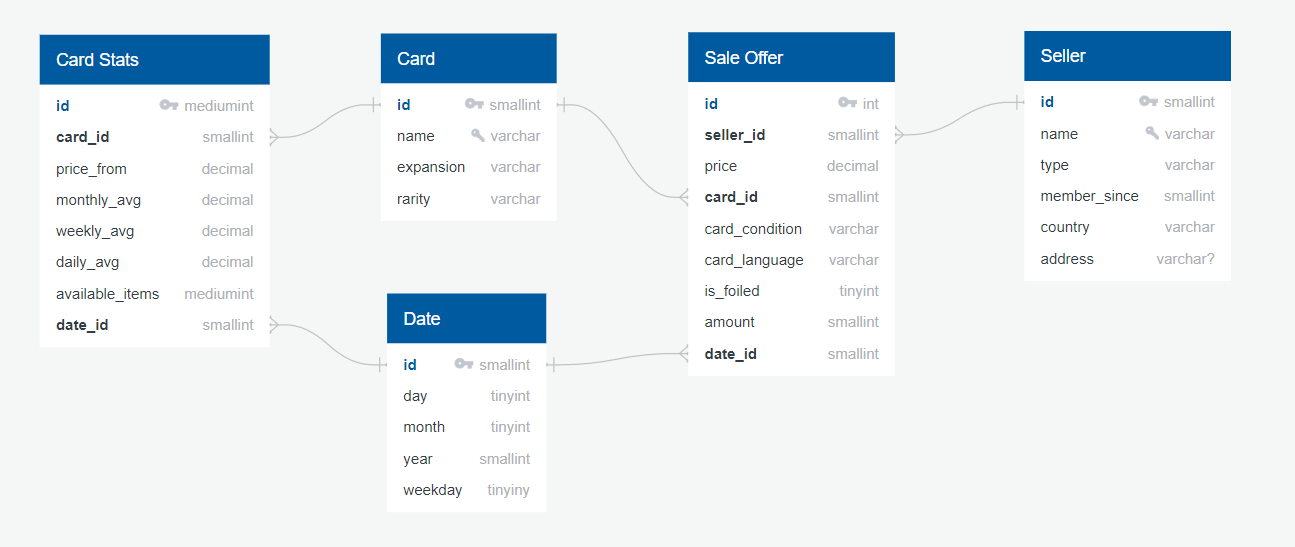 Card Stats
id mediumint
card_id smallint
price_from decimal
monthly_avg decimal
weekly_avg decimal
daily_avg decimal
available_items mediumint
date_id smallint
Card
id smallint
name varchar
expansion varchar
rarity varchar
Date
id smallint
day tinyint
month tinyint
year smallint
weekday tinyiny
Sale Offer
id int
seller_id smallint
price decimal
card_id smallint
card_condition varchar
card_language varchar
is_foiled tinyint
amount smallint
date_id smallint
Seller
id smallint
name varchar
type varchar
member_since smallint
country varchar
address varchar?